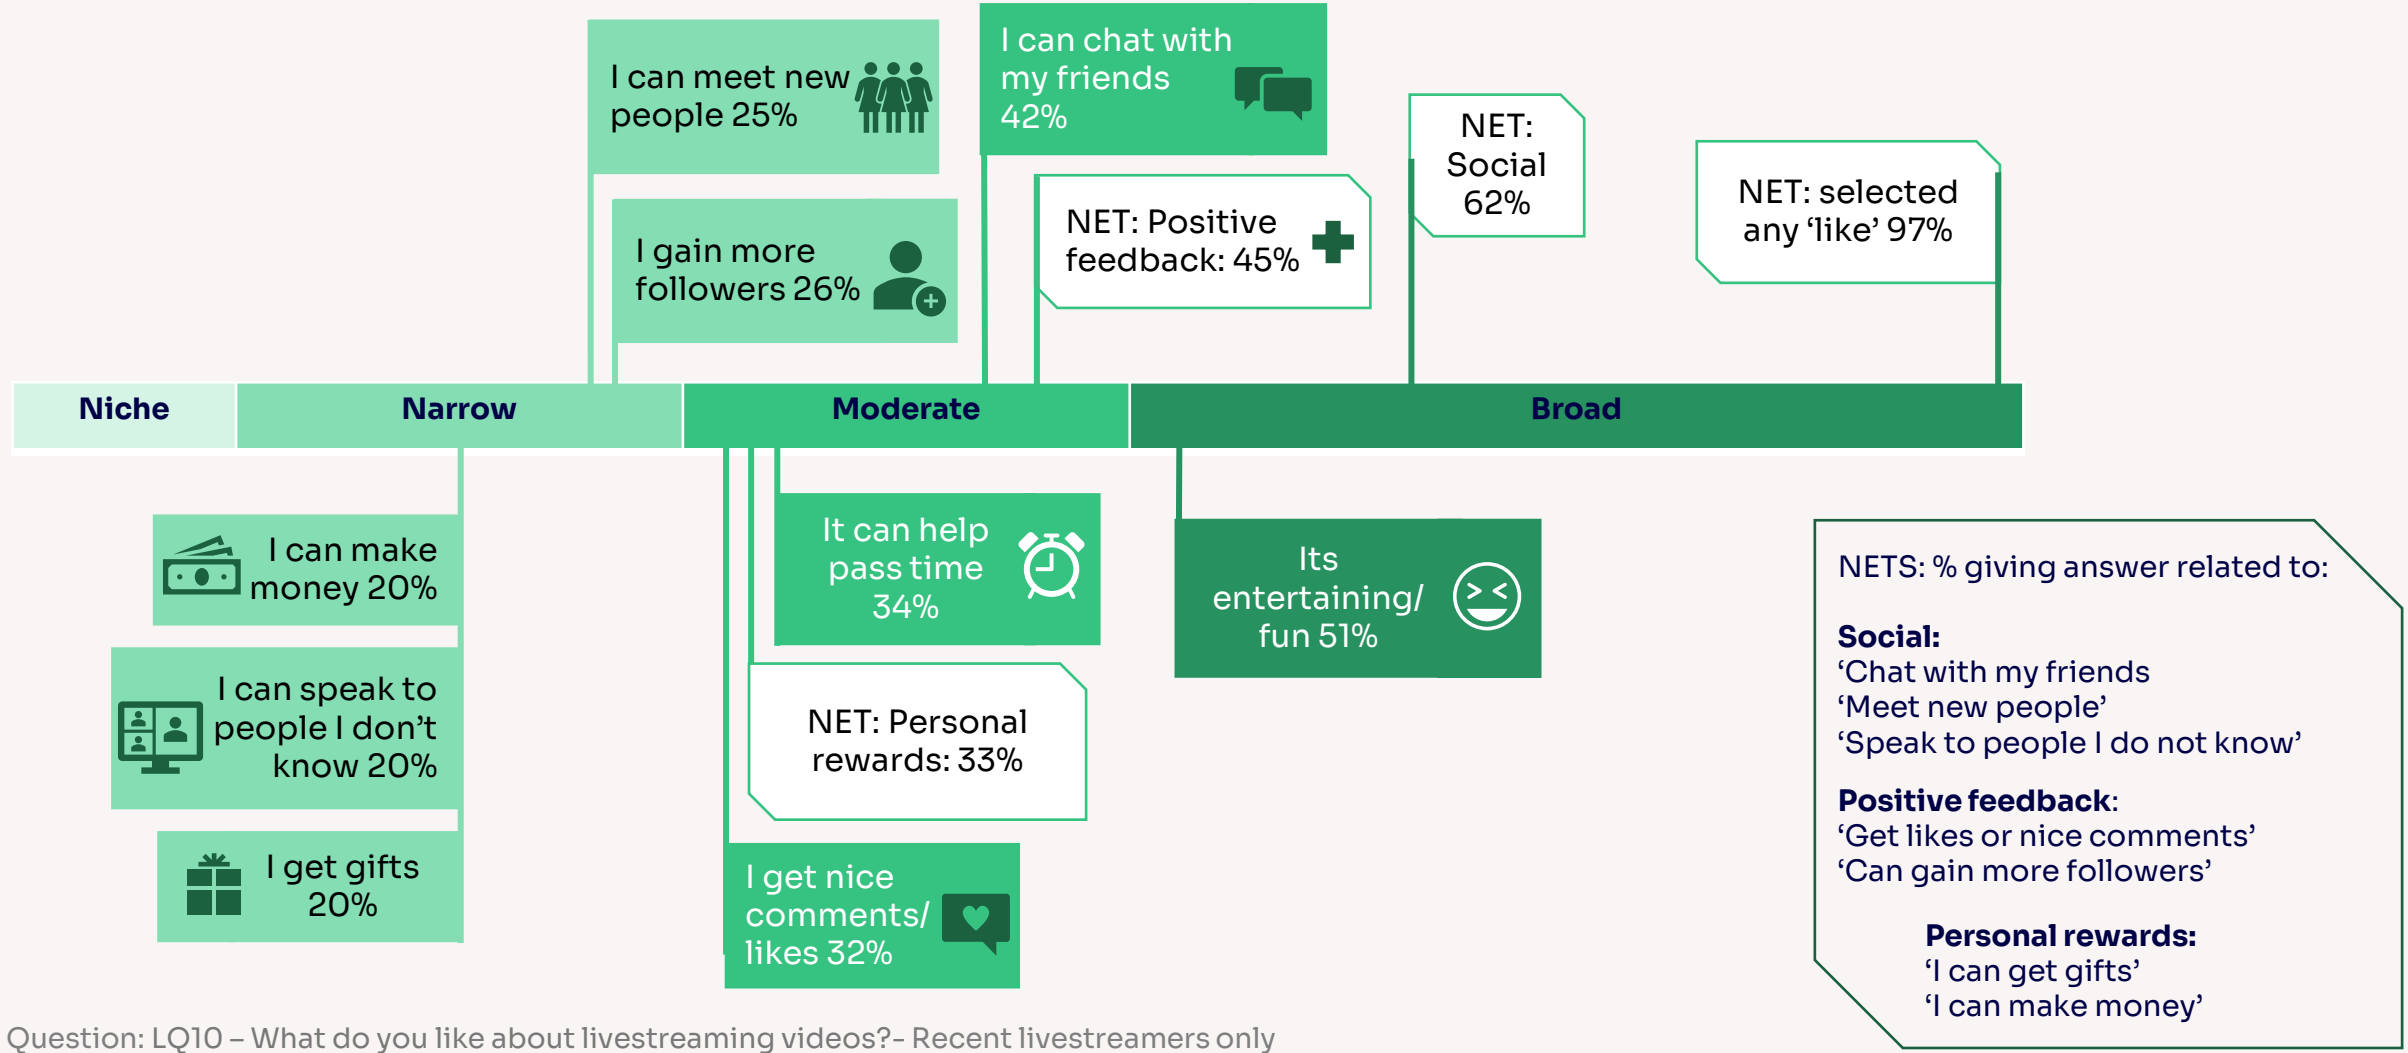 I can meet new
people 25%
I can chat with
my friends
42%
I gain more
followers 26%
NET: Positive
feedback: 45%
NET:
Social
62%
NET: selected
any ‘like’ 97%
Niche
Narrow
Moderate
Broad
I can make
money 20%
I can speak to
people I don’t
know 20%
I get gifts
20%
It can help
pass time
34%
NET: Personal
rewards: 33%
I get nice
comments/
likes 32%
Its
entertaining/
fun 51%
NETS: % giving answer related to:
Social:
‘Chat with my friends
‘Meet new people’
‘Speak to people I do not know’
Positive feedback:
‘Get likes or nice comments’
‘Can gain more followers’
Personal rewards:
‘I can get gifts’
‘I can make money’
Question: LQ10 – What do you like about livestreaming videos?- Recent livestreamers only